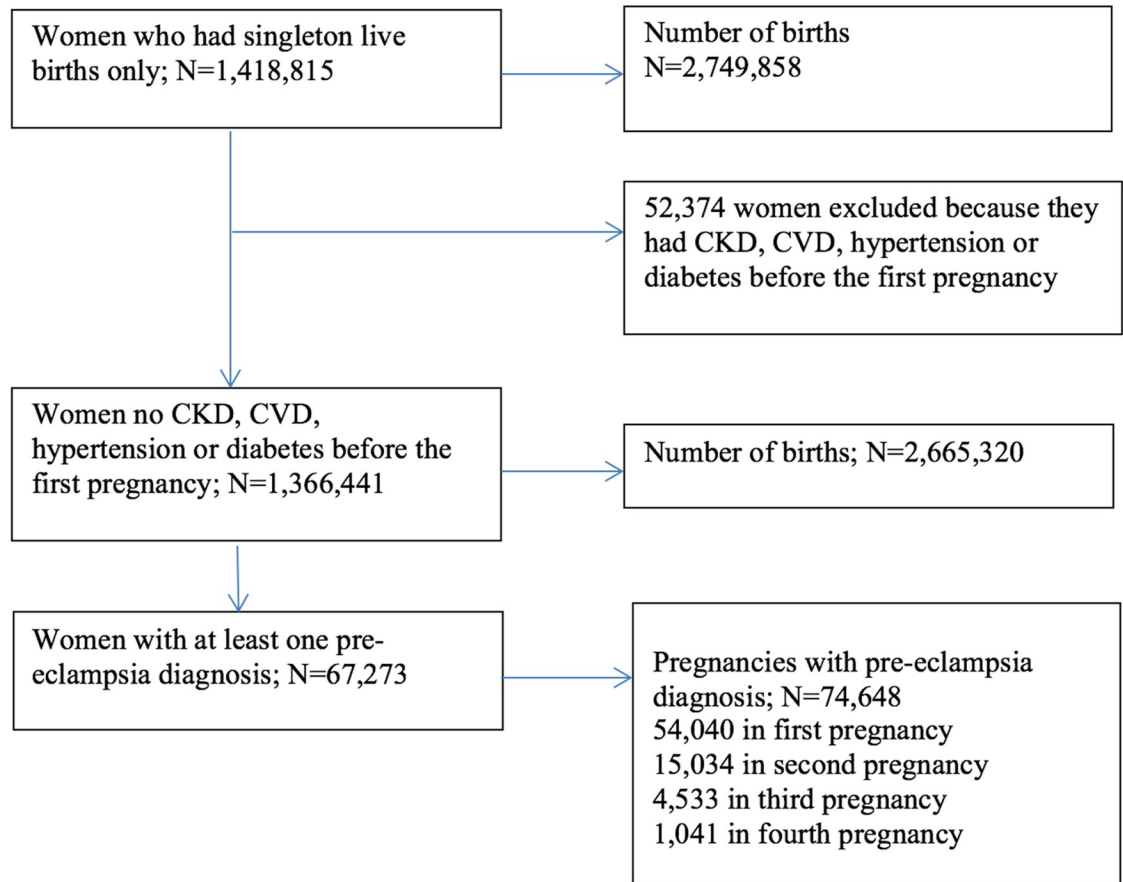 Women who had singleton live
births only; N=1,418,815
Number of births
N=2,749,858
52,374 women excluded because they
had CKD, CVD, hypertension or
diabetes before the first pregnancy
Women no CKD, CVD,
hypertension or diabetes before the
first pregnancy; N=1,366,441
Number of births; N=2,665,320
Women with at least one pre-
eclampsia diagnosis; N=67,273
Pregnancies with pre-eclampsia
diagnosis; N=74,648
54,040 in first pregnancy
15,034 in second pregnancy
4,533 in third pregnancy
1,041 in fourth pregnancy